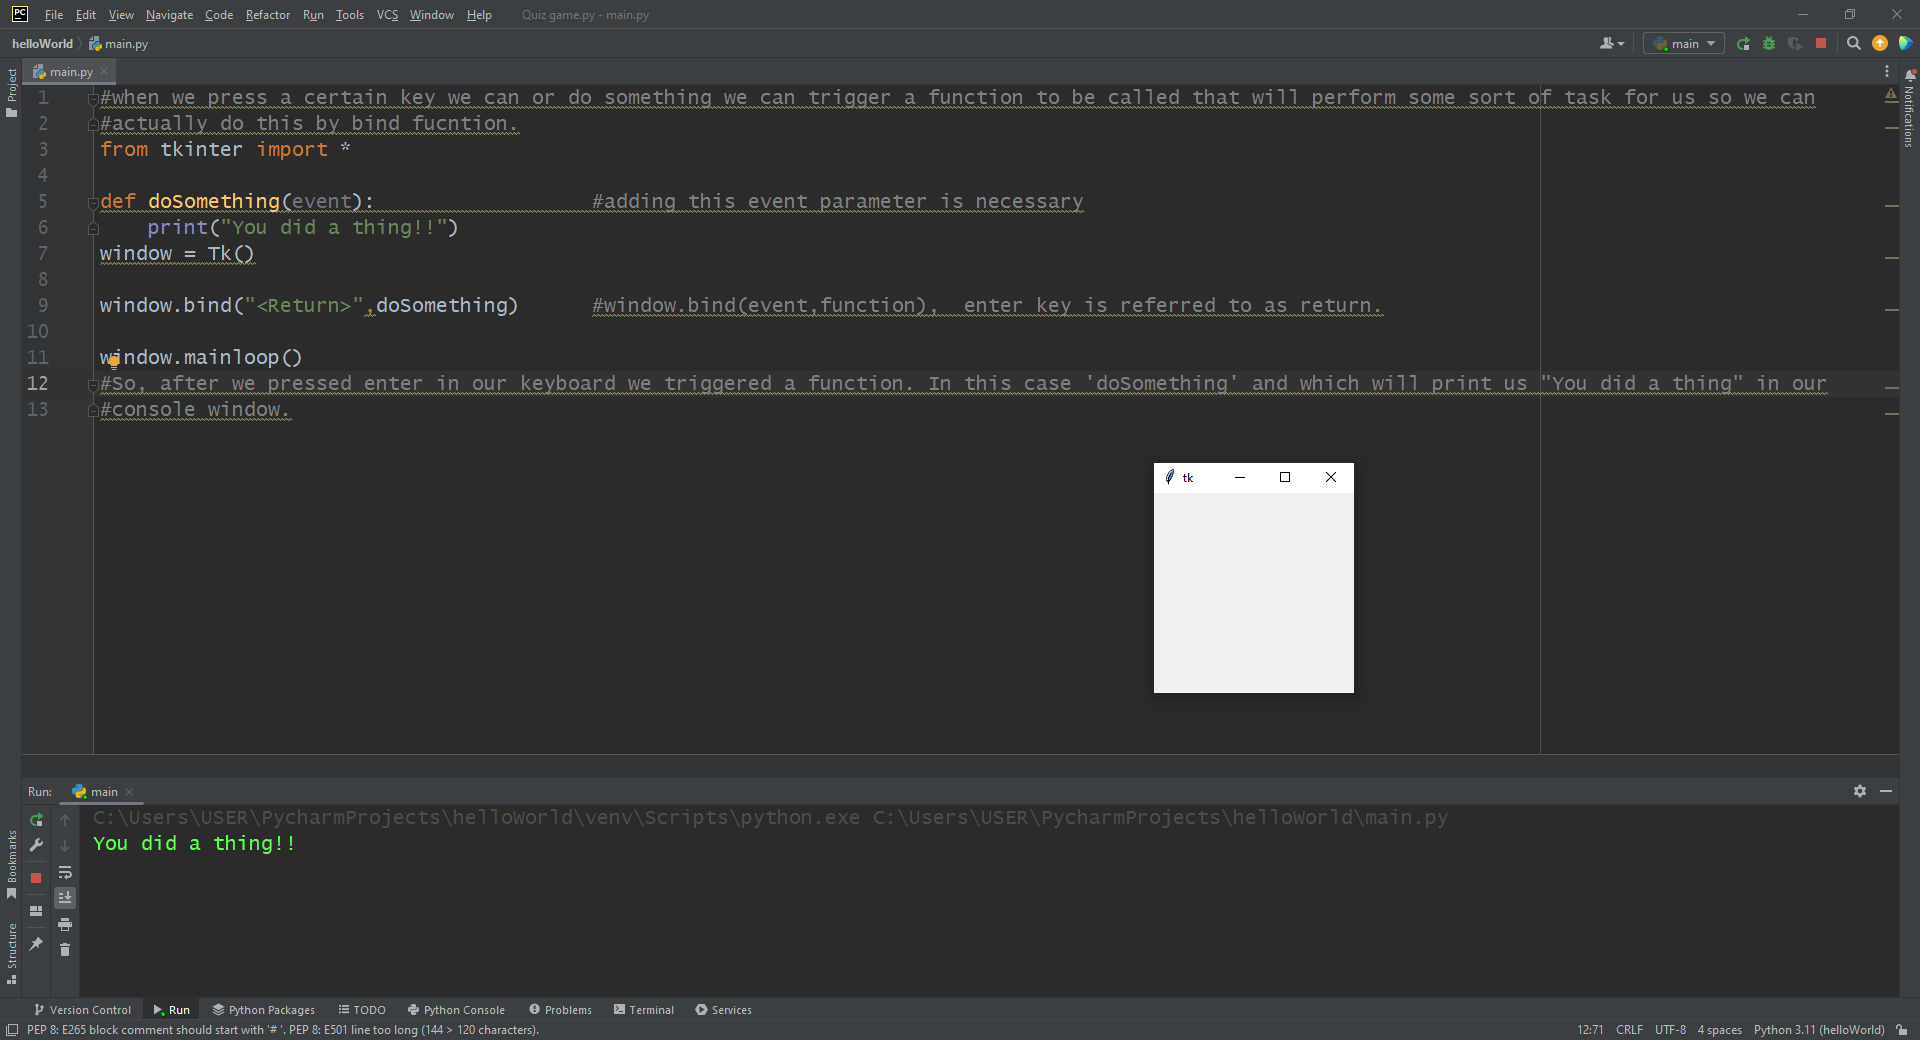 PC File Edit View Navigate Code Refactor Run Tools VCS Window Help Quiz game.py - main.py
helloWorld main.py main
Project
main.py
Notifications
1 #when we press a certain key we can or do something we can trigger a function to be called that will perform some sort of task for us so we can
2 #actually do this by bind fucntion.
3 from tkinter import *
4
5 def doSomething(event): #adding this event parameter is necessary
6 print("You did a thing!!")
7 window = Tk()
8
9 window.bind("<Return>",doSomething) #window.bind(event,function), enter key is referred to as return.
10
11 window.mainloop()
12 #So, after we pressed enter in our keyboard we triggered a function. In this case 'doSomething' and which will print us "You did a thing" in our
13 #console window.
tk
Run: main
C:\Users\USER\PycharmProjects\helloWorld\venv\Scripts\python.exe C:\Users\USER\PycharmProjects\helloWorld\main.py
You did a thing!!
Bookmarks
Structure
Version Control Run Python Packages TODO Python Console Problems Terminal Services
PEP 8: E265 block comment should start with '# '. PEP 8: E501 line too long (144 > 120 characters). 12:71 CRLF UTF-8 4 spaces Python 3.11 (helloWorld)